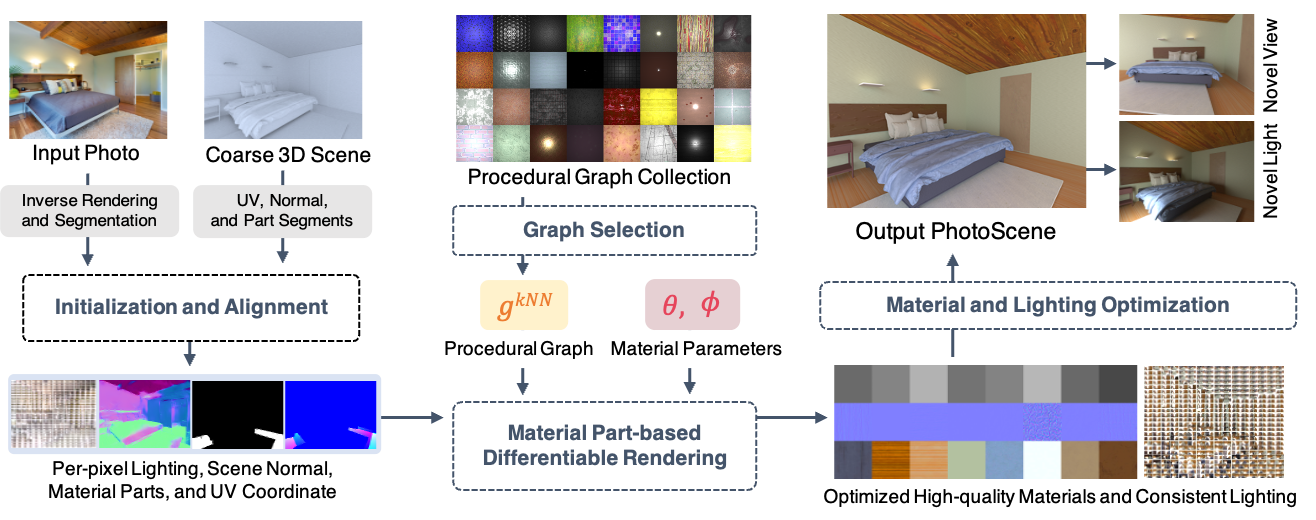 Input Photo
Coarse 3D Scene
Inverse Rendering
and Segmentation
UV, Normal,
and Part Segments
Initialization and Alignment
Per-pixel Lighting, Scene Normal,
Material Parts, and UV Coordinate
Procedural Graph Collection
Graph Selection
g^{kNN}
θ, ϕ
Procedural Graph
Material Parameters
Material Part-based
Differentiable Rendering
Output PhotoScene
Novel View
Novel Light
Material and Lighting Optimization
Optimized High-quality Materials and Consistent Lighting